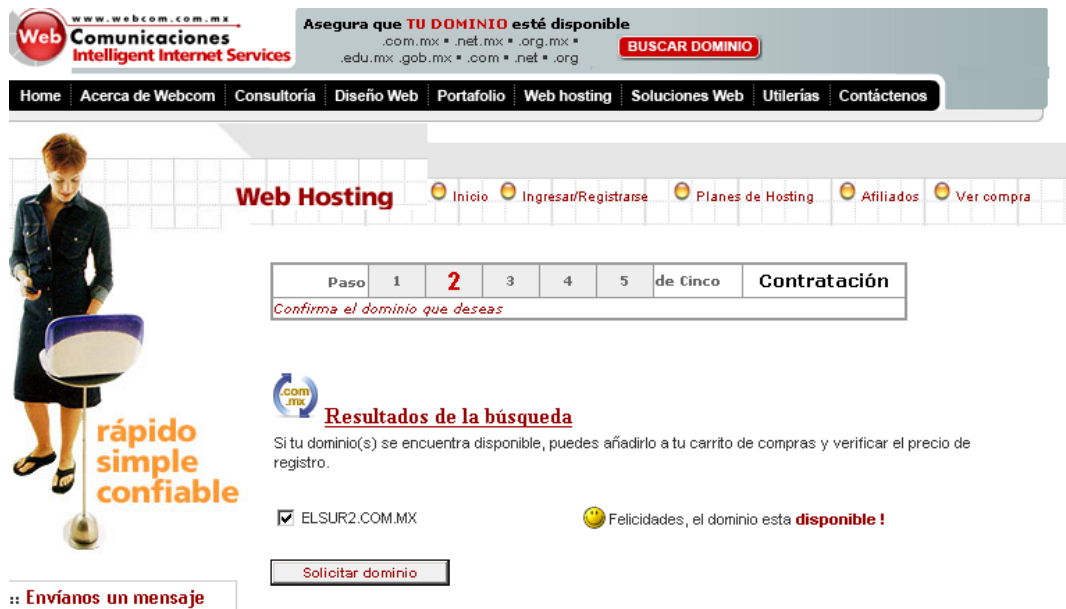 www.webcom.com.mx
Web Comunicaciones
Intelligent Internet Services
Asegura que TU DOMINIO esté disponible
.com.mx ▪ .net.mx ▪ .org.mx ▪
.edu.mx .gob.mx ▪ .com ▪ .net ▪ .org
BUSCAR DOMINIO
Home Acerca de Webcom Consultoría Diseño Web Portafolio Web hosting Soluciones Web Utilerías Contáctenos
Web Hosting Inicio Ingresar/Registrarse Planes de Hosting Afiliados Ver compra
Paso 1 2 3 4 5 de Cinco Contratación
Confirma el dominio que deseas
.com
.mx
Resultados de la búsqueda
Si tu dominio(s) se encuentra disponible, puedes añadirlo a tu carrito de compras y verificar el precio de
registro.
rápido
simple
confiable
ELSUR2.COM.MX Felicidades, el dominio esta disponible !
Solicitar dominio
:: Envíanos un mensaje